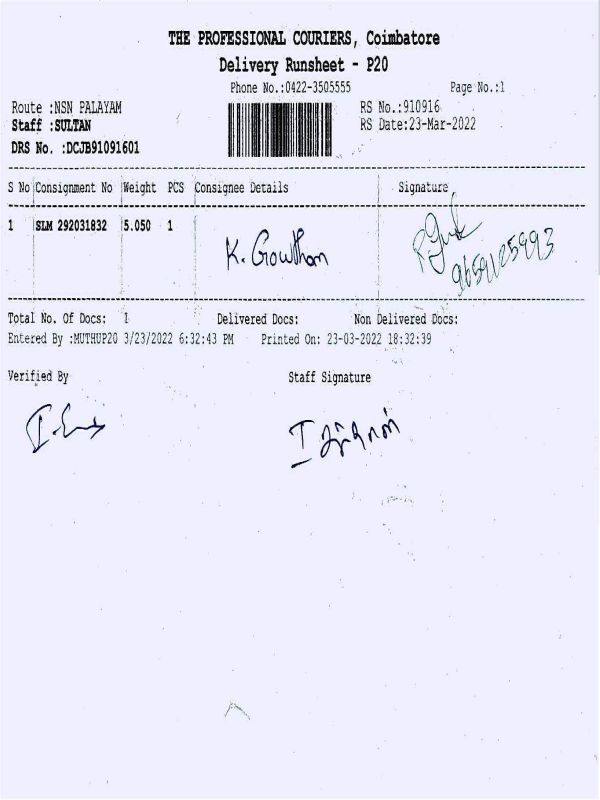 THE PROFESSIONAL COURIERS, Coimbatore
Delivery Runsheet - P20
Phone No.:0422-3505555 Page No.:1
Route :NSN PALAYAM RS No.:910916
Staff :SULTAN RS Date:23-Mar-2022
DRS No. :DCJB91091601
S No Consignment No Weight PCS Consignee Details Signature
1 SLM 292031832 5.050 1 K. Gowtham
9659125993
Total No. Of Docs: 1 Delivered Docs: Non Delivered Docs:
Entered By :MUTHUP20 3/23/2022 6:32:43 PM Printed On: 23-03-2022 18:32:39
Verified By Staff Signature